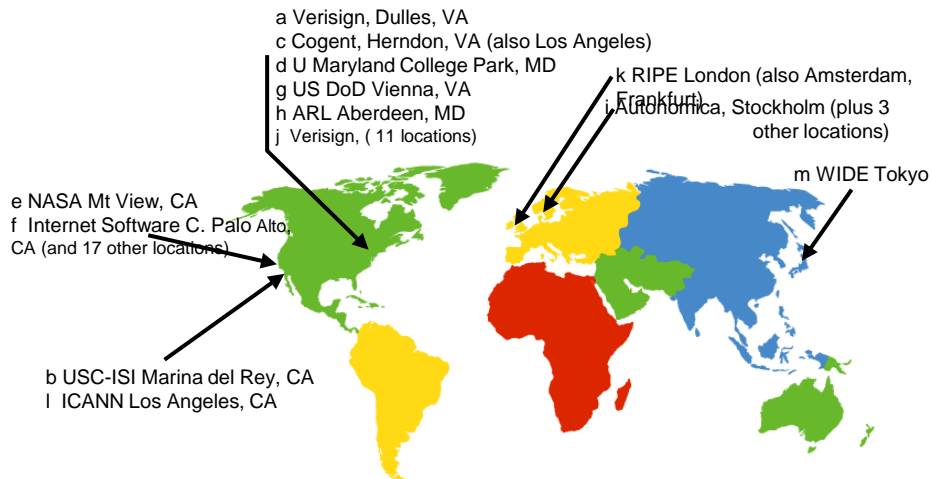 a Verisign, Dulles, VA
c Cogent, Herndon, VA (also Los Angeles)
d U Maryland College Park, MD
g US DoD Vienna, VA
h ARL Aberdeen, MD
j Verisign, ( 11 locations)
k RIPE London (also Amsterdam,
Frankfurt)
i Autonomica, Stockholm (plus 3
other locations)
m WIDE Tokyo
e NASA Mt View, CA
f Internet Software C. Palo Alto,
CA (and 17 other locations)
b USC-ISI Marina del Rey, CA
l ICANN Los Angeles, CA